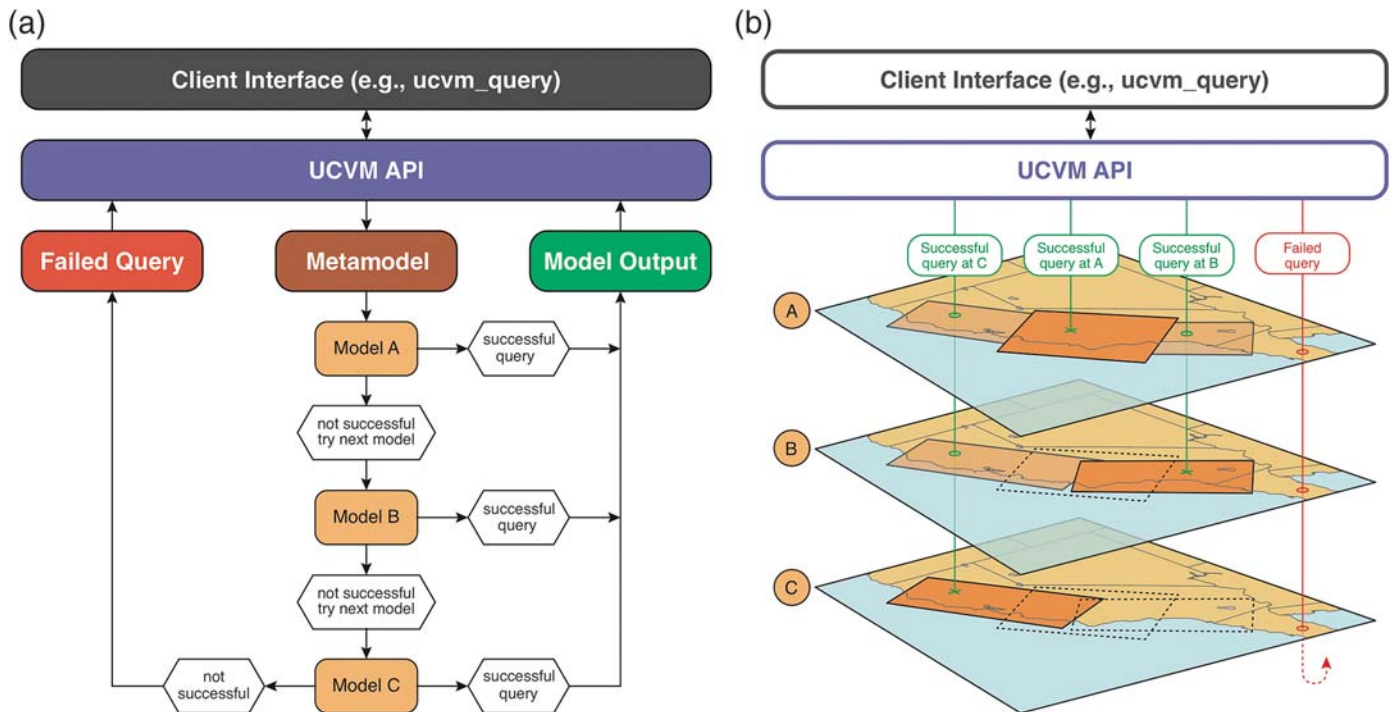 (a)
Client Interface (e.g., ucvm_query)
UCVM API
Failed Query
Metamodel
Model Output
Model A
successful
query
not successful
try next model
Model B
successful
query
not successful
try next model
not
successful
Model C
successful
query
(b)
Client Interface (e.g., ucvm_query)
UCVM API
Successful
query at C
Successful
query at A
Successful
query at B
Failed
query
A
B
C